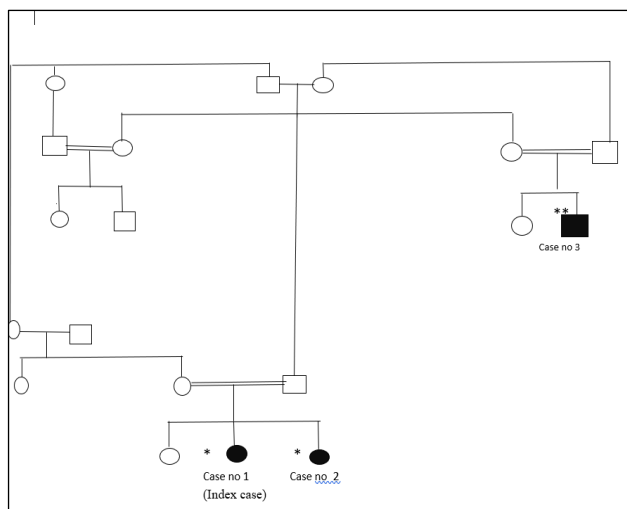 **
Case no 3
*
*
Case no 1
Case no 2
(Index case)